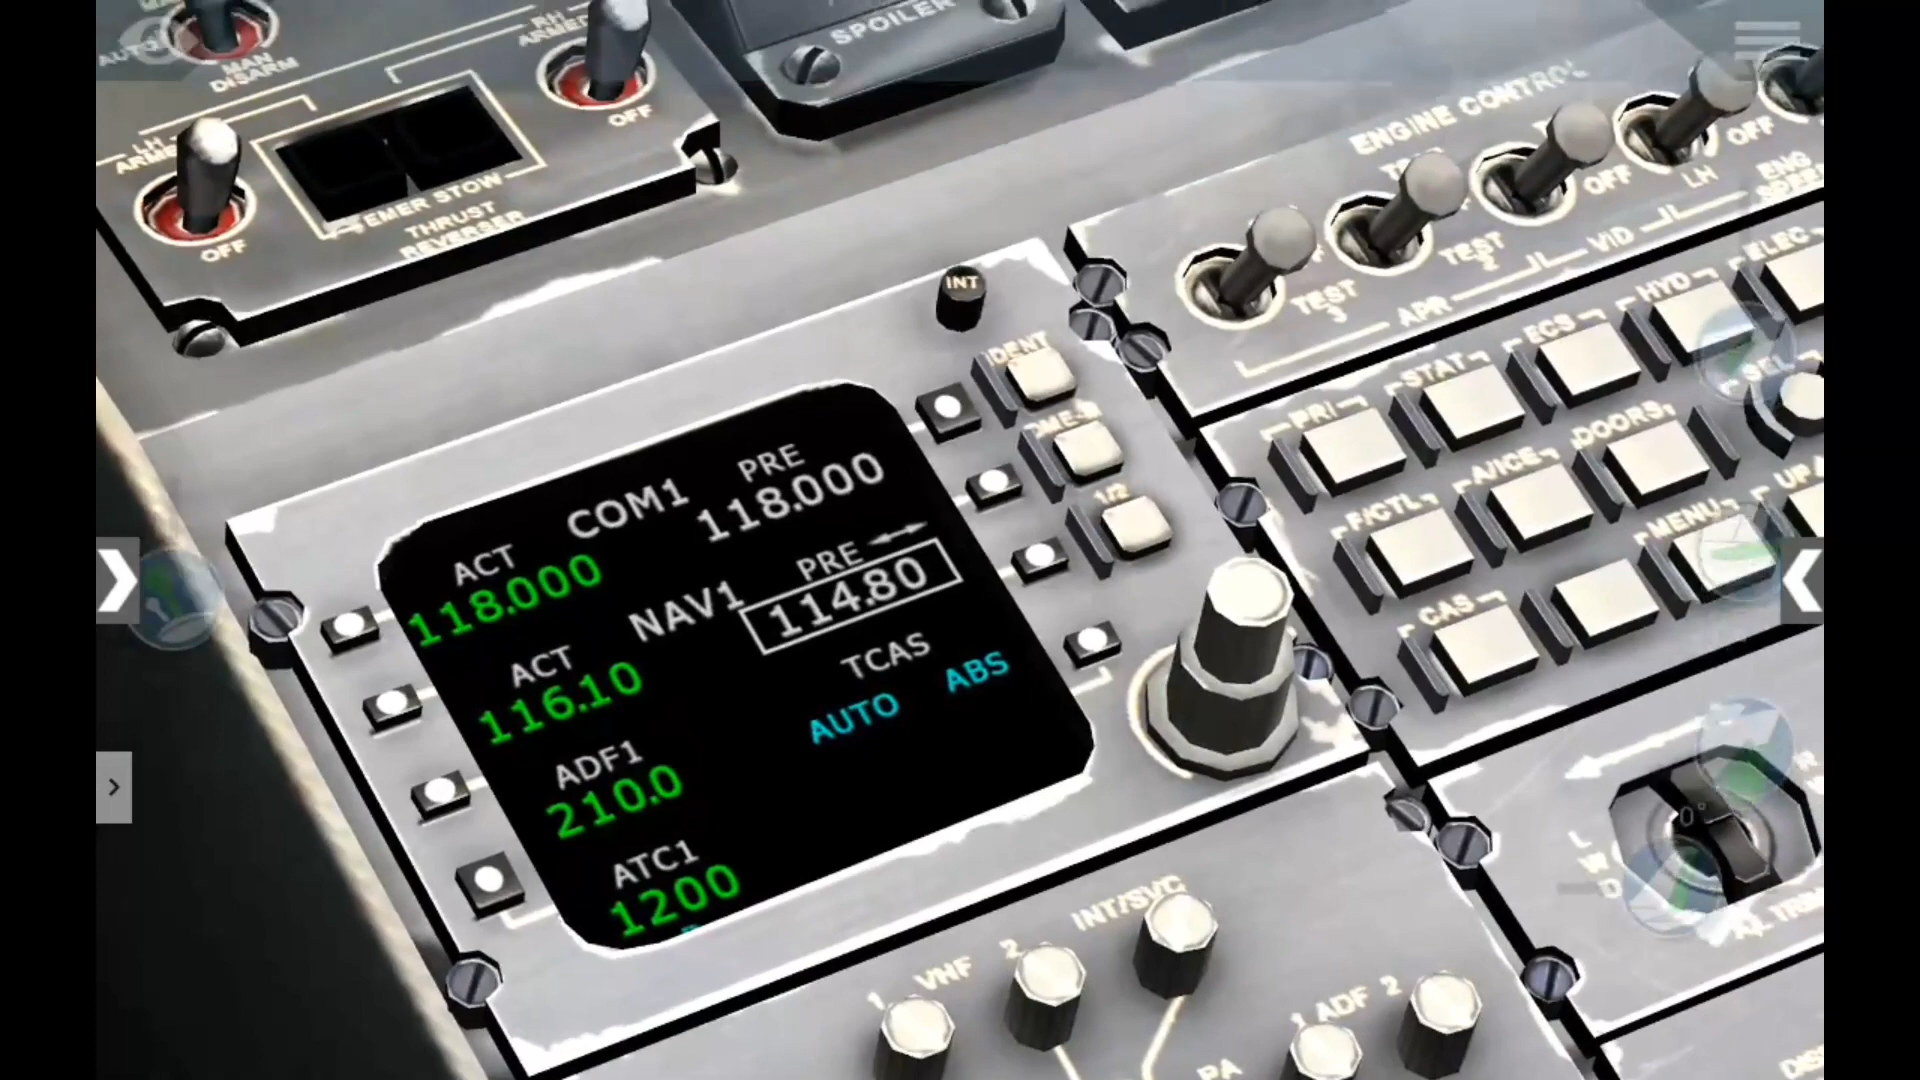 SPOILER
MAN
DISARM
RH
ARMED
OFF
LH
OFF
EMER STOW
THRUST
REVERSER
ENGINE CONTROL
OFF
OFF
LH
ENG
TEST
3
TEST
2
APR
VID
INT
IDENT
1/2
PRI
STAT
ECS
HYD
ELEC
SEL
F/CTL
A/ICE
DOORS
CAS
MENU
COM1
PRE
118.000
ACT
118.000
NAV1
PRE
114.80
ACT
116.10
TCAS
AUTO
ABS
ADF1
210.0
ATC1
1200
INT/SVC
1 VHF 2
1 ADF 2
PA
0°